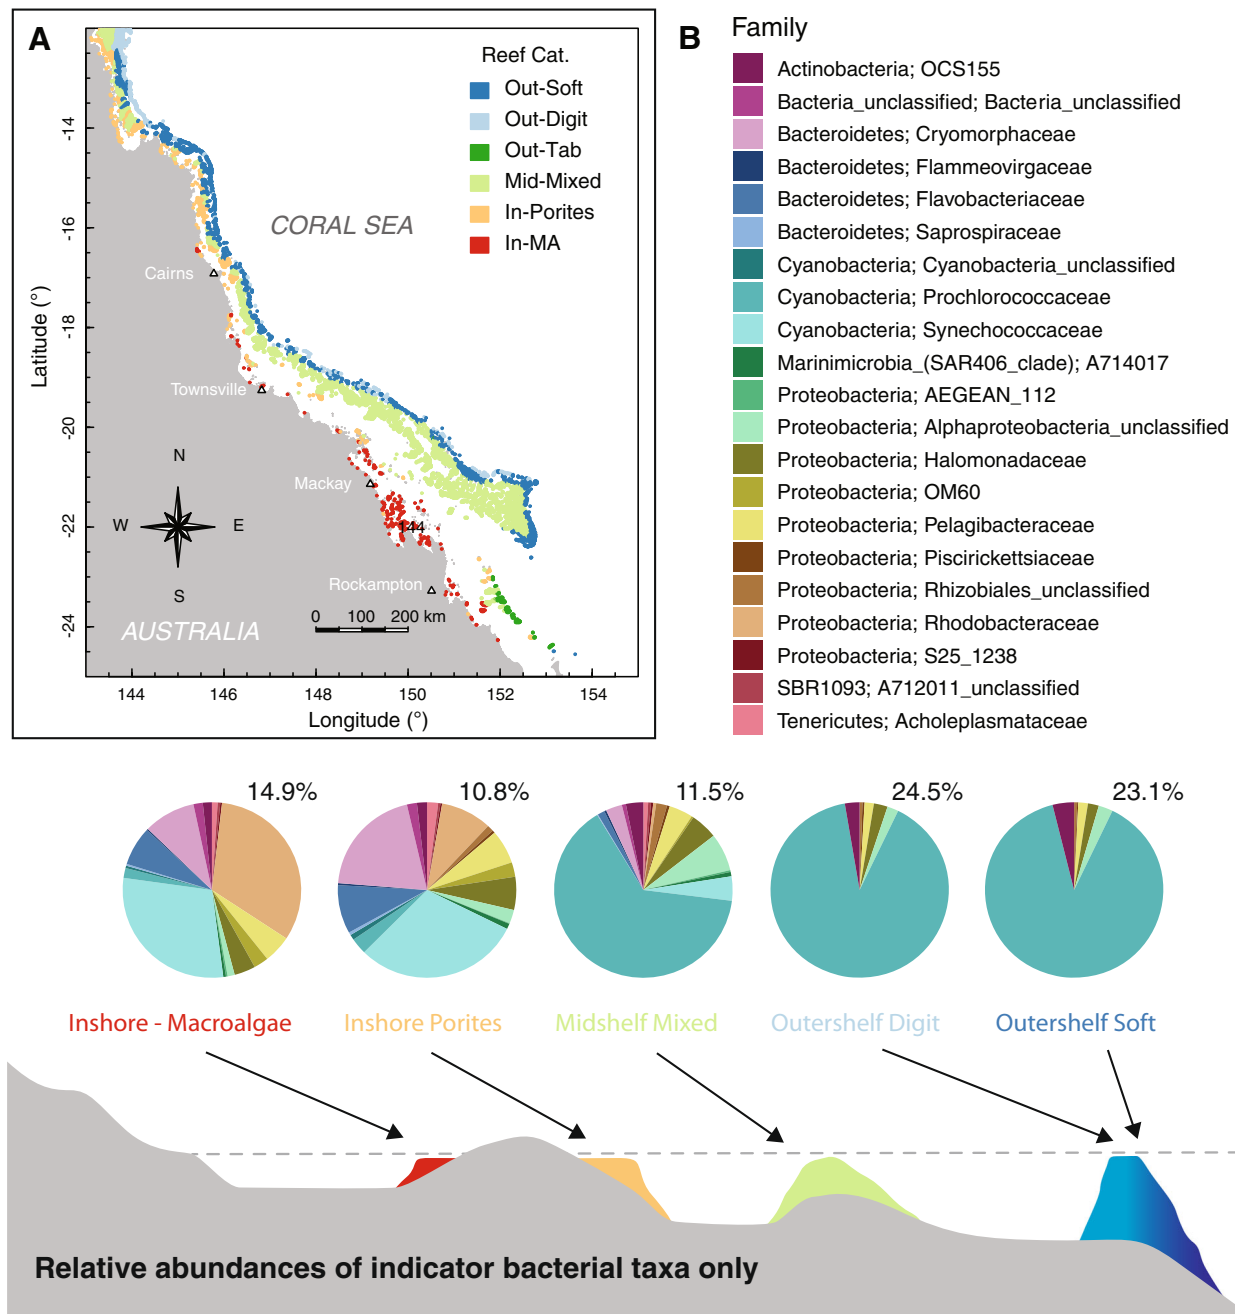 A
Reef Cat.
Out-Soft
Out-Digit
Out-Tab
Mid-Mixed
In-Porites
In-MA
CORAL SEA
Cairns
Townsville
Mackay
144
Rockampton
AUSTRALIA
N
W E
S
0 100 200 km
-14
-16
-18
-20
-22
-24
Latitude (°)
144 146 148 150 152 154
Longitude (°)
B
Family
Actinobacteria; OCS155
Bacteria_unclassified; Bacteria_unclassified
Bacteroidetes; Cryomorphaceae
Bacteroidetes; Flammeovirgaceae
Bacteroidetes; Flavobacteriaceae
Bacteroidetes; Saprospiraceae
Cyanobacteria; Cyanobacteria_unclassified
Cyanobacteria; Prochlorococcaceae
Cyanobacteria; Synechococcaceae
Marinimicrobia_(SAR406_clade); A714017
Proteobacteria; AEGEAN_112
Proteobacteria; Alphaproteobacteria_unclassified
Proteobacteria; Halomonadaceae
Proteobacteria; OM60
Proteobacteria; Pelagibacteraceae
Proteobacteria; Piscirickettsiaceae
Proteobacteria; Rhizobiales_unclassified
Proteobacteria; Rhodobacteraceae
Proteobacteria; S25_1238
SBR1093; A712011_unclassified
Tenericutes; Acholeplasmataceae
14.9% 10.8% 11.5% 24.5% 23.1%
Inshore - Macroalgae Inshore Porites Midshelf Mixed Outershelf Digit Outershelf Soft
Relative abundances of indicator bacterial taxa only